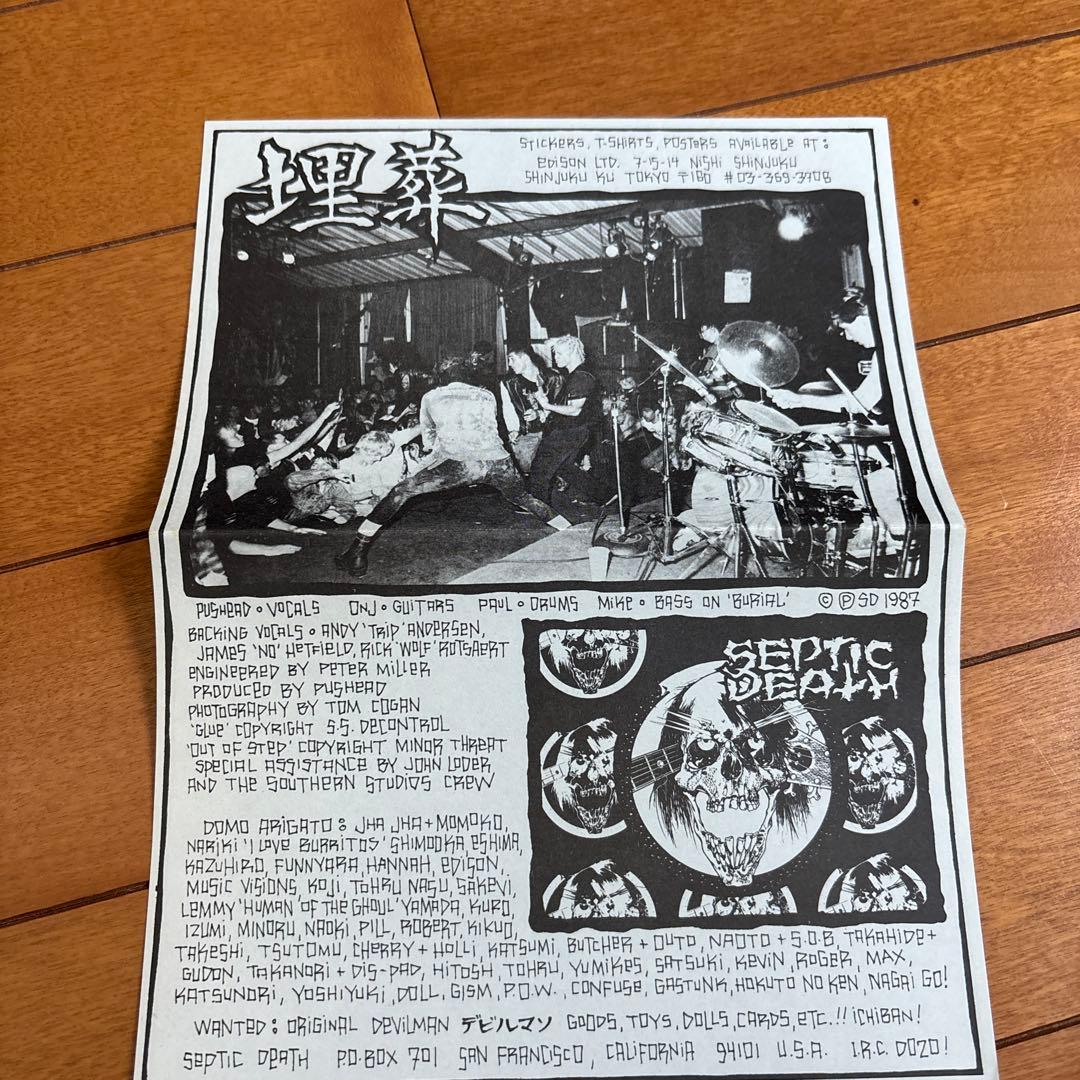 埋葬
STICKERS, T-SHIRTS, POSTERS AVAILABLE AT:
EDISON LTD. 7-15-14 NISHI SHINJUKU
SHINJUKU KU TOKYO 〒160 #03-369-3708
PUSHEAD • VOCALS ONJ • GUITARS PAUL • DRUMS MIKE • BASS ON 'BURIAL' © Ⓟ SD 1987
BACKING VOCALS • ANDY 'TRIP' ANDERSEN,
JAMES 'NO' HETFIELD, RICK 'WOLF' ROTSAERT
ENGINEERED BY PETER MILLER
PRODUCED BY PUSHEAD
PHOTOGRAPHY BY TOM COGAN
'GLUE' COPYRIGHT S.S. DECONTROL
'OUT OF STEP' COPYRIGHT MINOR THREAT
SPECIAL ASSISTANCE BY JOHN LODER
AND THE SOUTHERN STUDIOS CREW
SEPTIC
DEATH
DOMO ARIGATO: JHA JHA + MOMOKO,
NARIKI 'I LOVE BURRITOS' SHIMOOKA, ESHIMA,
KAZUHIRO, FUNNYARA, HANNAH, EDISON,
MUSIC VISIONS, KOJI, TOHRU NASU, SAKEVI,
LEMMY 'HUMAN OF THE GHOUL' YAMADA, KURO,
IZUMI, MINORU, NAOKI, PILL, ROBERT, KIKUO,
TAKESHI, TSUTOMU, CHERRY + HOLLI, KATSUMI, BUTCHER + OUTO, NAOTO + S.O.B, TAKAHIDE +
GUDON, TAKANORI + DIS-PAD, HITOSH, TOHRU, YUMIKES, SATSUKI, KEVIN, ROGER, MAX,
KATSUNORI, YOSHIYUKI, DOLL, GISM, P.O.W., CONFUSE, GASTUNK, HOKUTO NO KEN, NAGAI GO!
WANTED: ORIGINAL DEVILMAN デビルマン GOODS, TOYS, DOLLS, CARDS, ETC..!! ICHIBAN!
SEPTIC DEATH P.O. BOX 701 SAN FRANCISCO, CALIFORNIA 94101 U.S.A. I.R.C. DOZO!